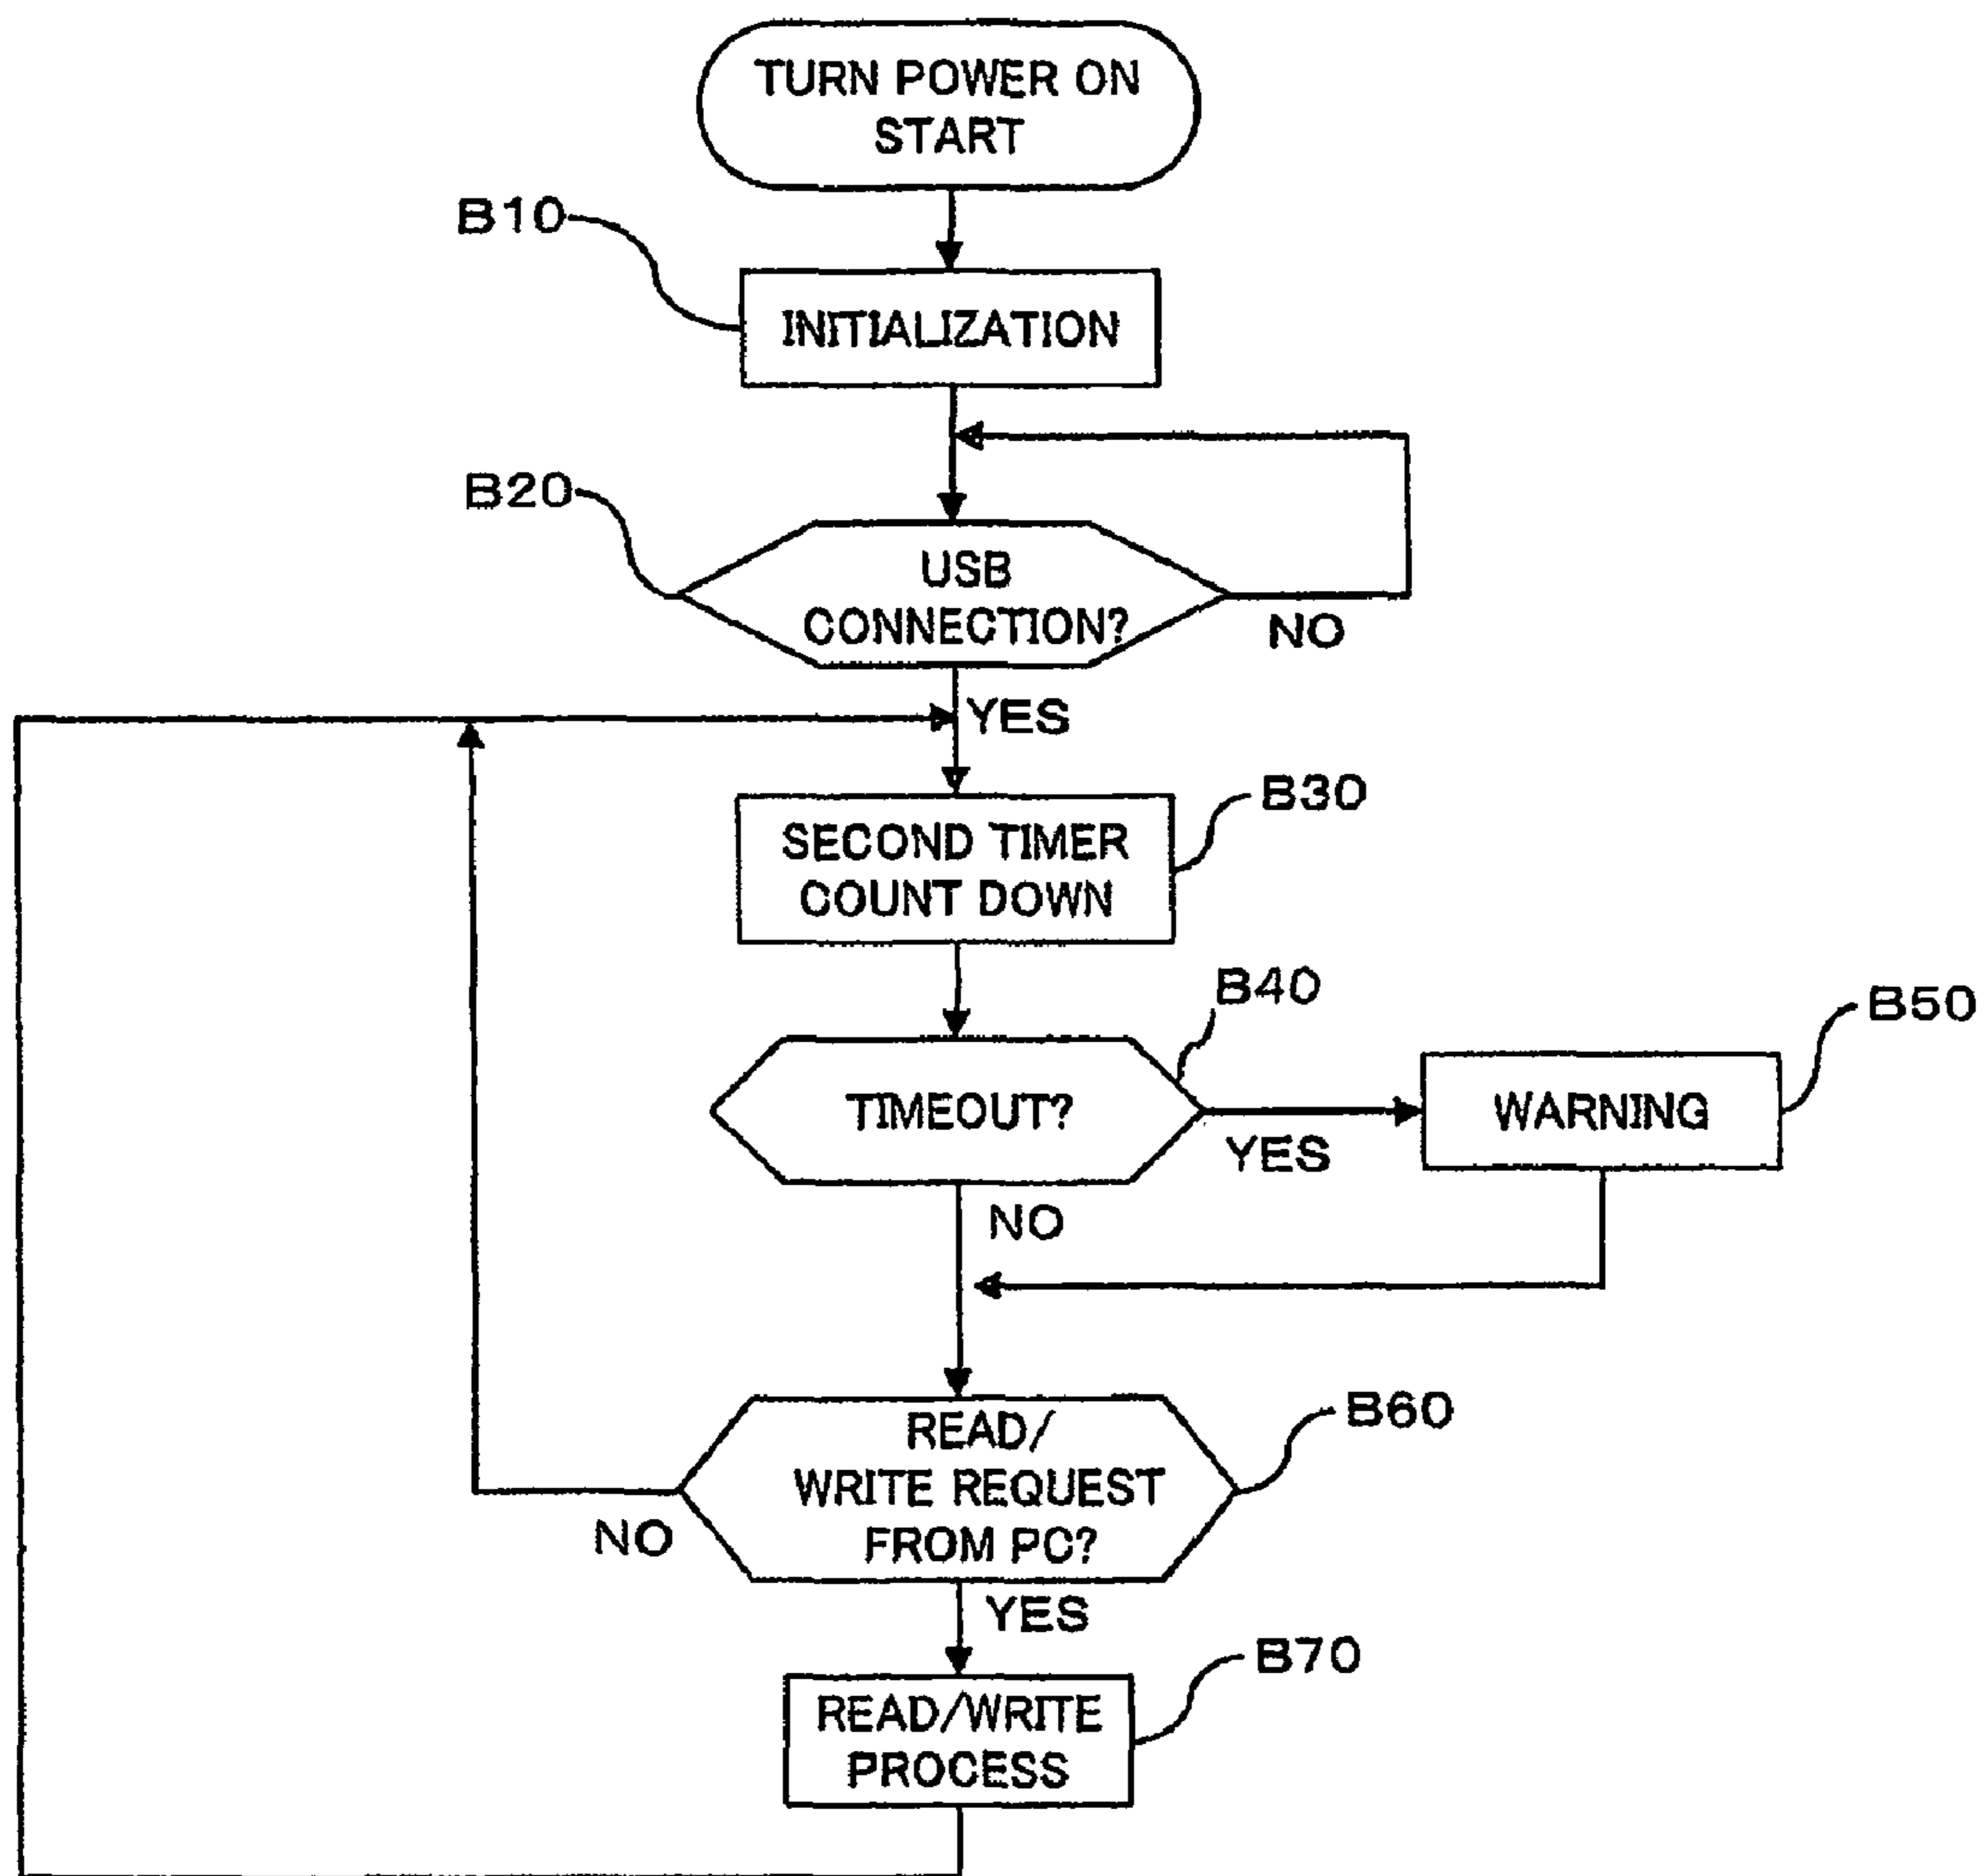 TURN POWER ON
START
B10
INITIALIZATION
B20
USB
CONNECTION?
NO
YES
B30
SECOND TIMER
COUNT DOWN
B40
B50
TIMEOUT?
WARNING
YES
NO
B60
READ/
WRITE REQUEST
FROM PC?
NO
YES
B70
READ/WRITE
PROCESS